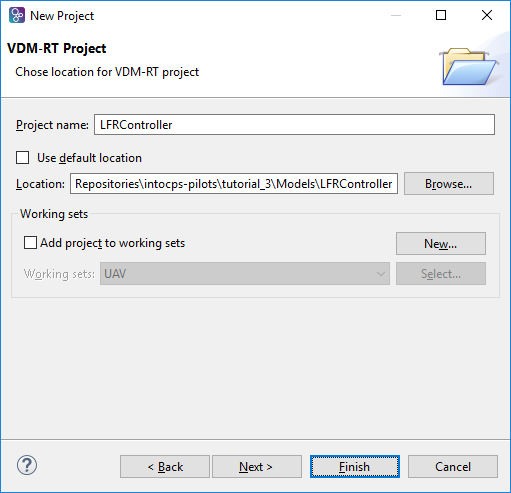 New Project
VDM-RT Project
Chose location for VDM-RT project
Project name: LFRController
Use default location
Location: Repositories\intocps-pilots\tutorial_3\Models\LFRController Browse...
Working sets
Add project to working sets New...
Working sets: UAV Select...
? < Back Next > Finish Cancel